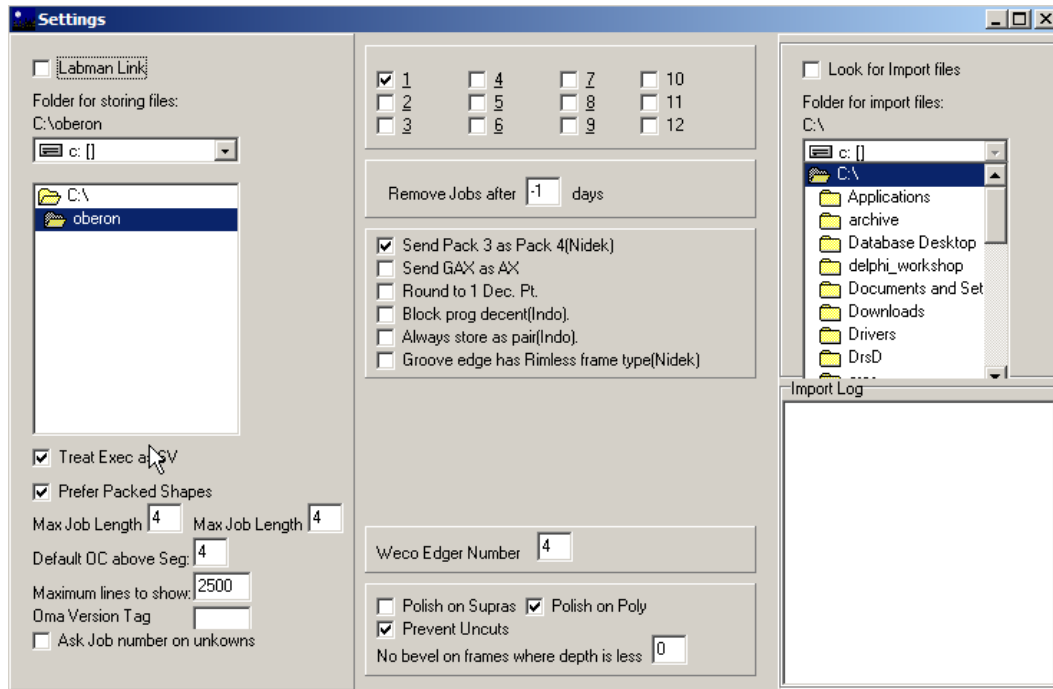 Settings
Labman Link
Folder for storing files:
C:\oberon
c: []
C:\
oberon
Treat Exec as SV
Prefer Packed Shapes
Max Job Length 4 Max Job Length 4
Default OC above Seg: 4
Maximum lines to show: 2500
Oma Version Tag
Ask Job number on unkowns
1 4 7 10
2 5 8 11
3 6 9 12
Remove Jobs after -1 days
Send Pack 3 as Pack 4(Nidek)
Send GAX as AX
Round to 1 Dec. Pt.
Block prog decent(Indo).
Always store as pair(Indo).
Groove edge has Rimless frame type(Nidek)
Weco Edger Number 4
Polish on Supras Polish on Poly
Prevent Uncuts
No bevel on frames where depth is less 0
Look for Import files
Folder for import files:
C:\
c: []
C:\
Applications
archive
Database Desktop
delphi_workshop
Documents and Set
Downloads
Drivers
DrsD
Import Log